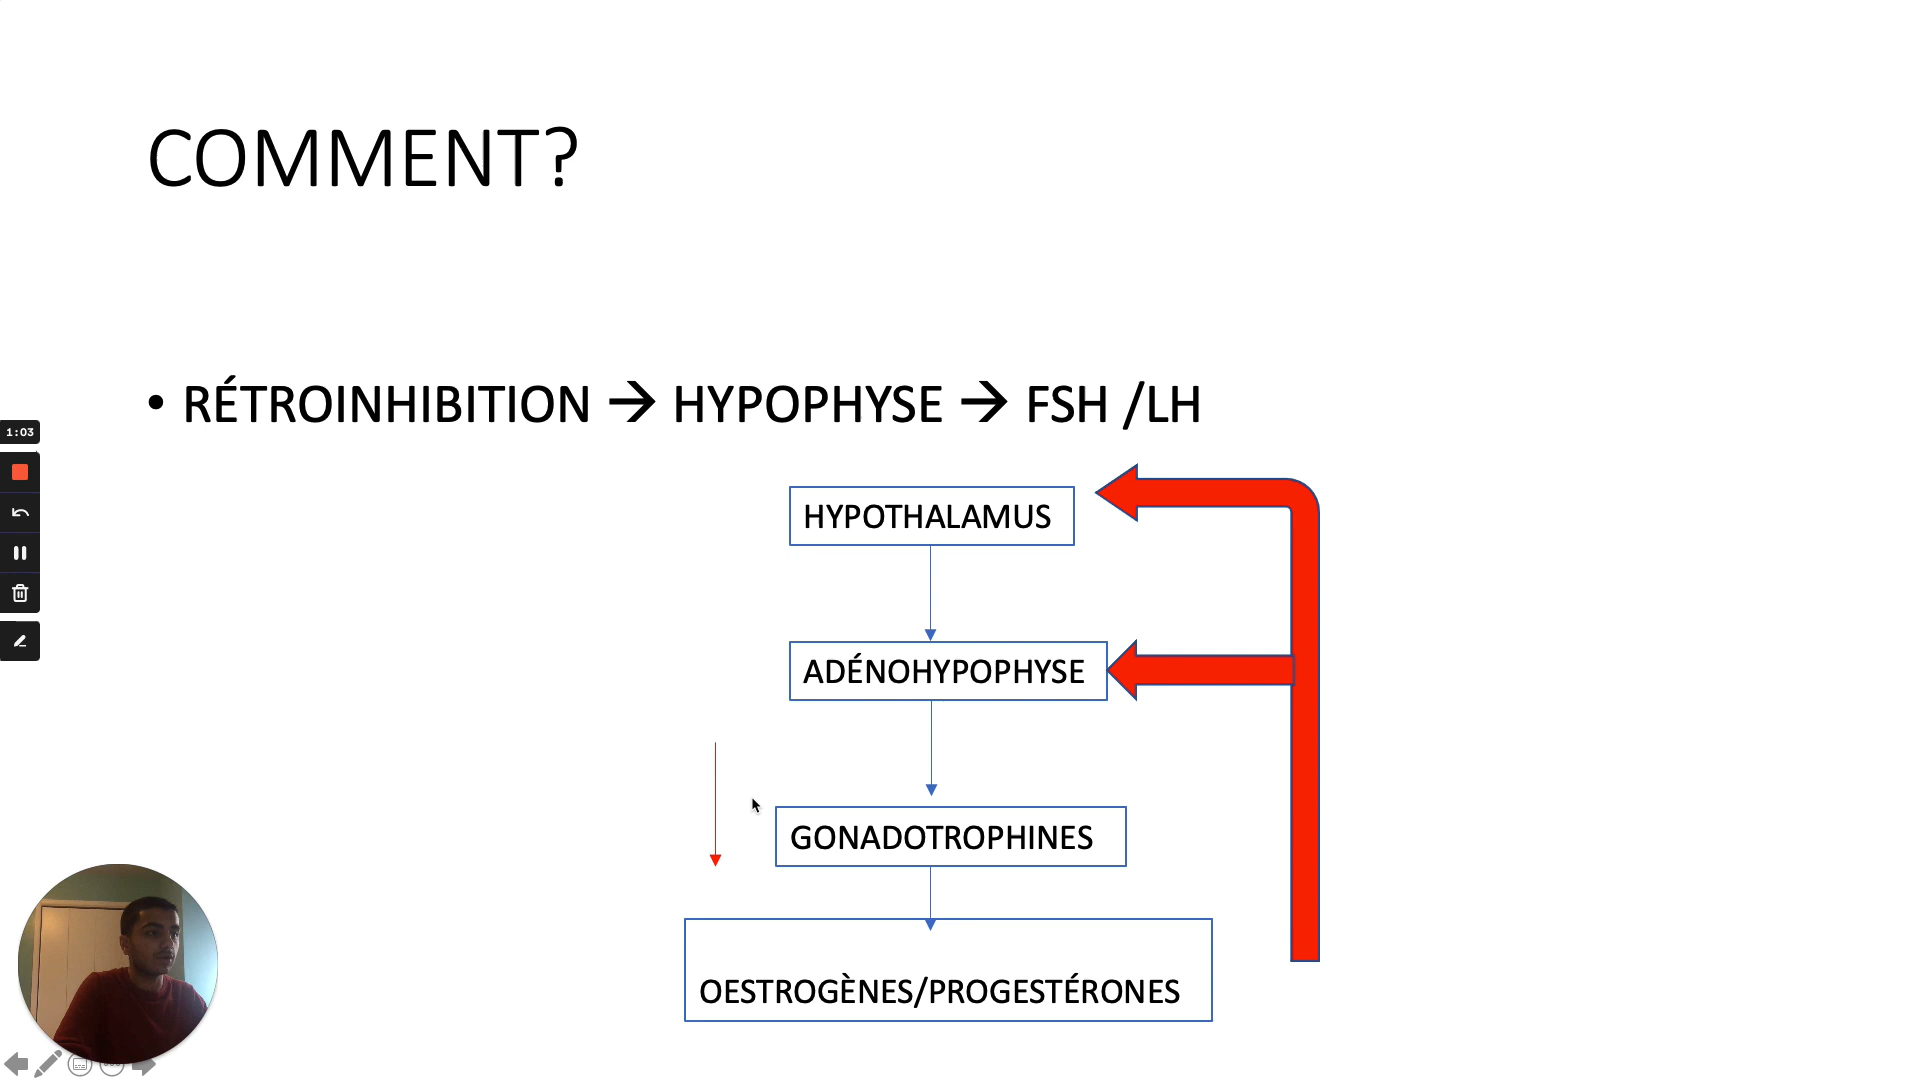 COMMENT?
• RÉTROINHIBITION → HYPOPHYSE → FSH /LH
1:03
HYPOTHALAMUS
ADÉNOHYPOPHYSE
GONADOTROPHINES
OESTROGÈNES/PROGESTÉRONES